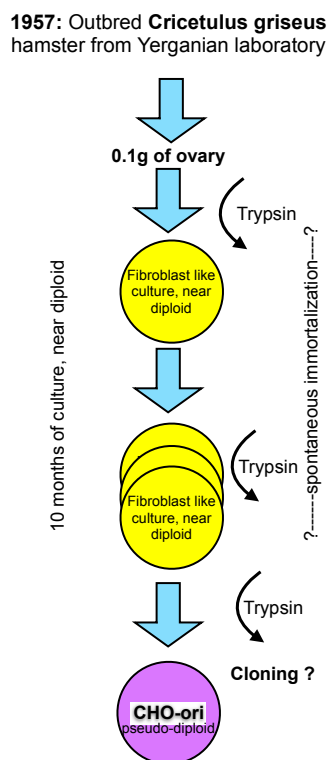 1957: Outbred Cricetulus griseus
hamster from Yerganian laboratory
0.1g of ovary
Trypsin
Fibroblast like
culture, near
diploid
10 months of culture, near diploid
?------spontaneous immortalization----?
Trypsin
Fibroblast like
culture, near
diploid
Trypsin
Cloning ?
CHO-ori
pseudo-diploid